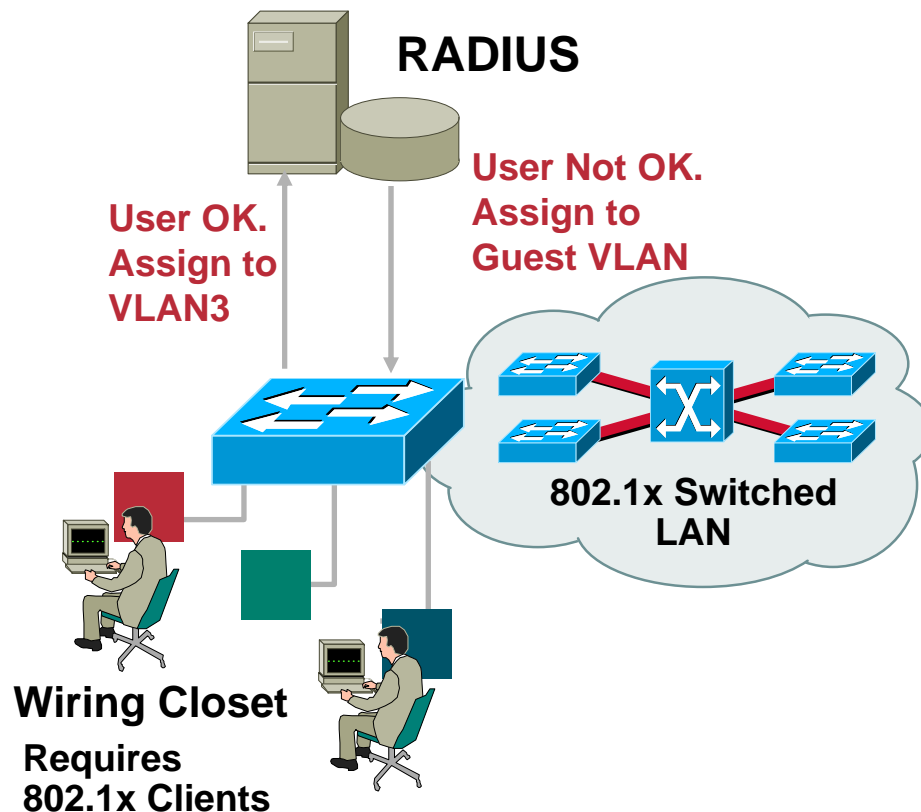 RADIUS
User OK.
Assign to
VLAN3
User Not OK.
Assign to
Guest VLAN
802.1x Switched
LAN
Wiring Closet
Requires
802.1x Clients